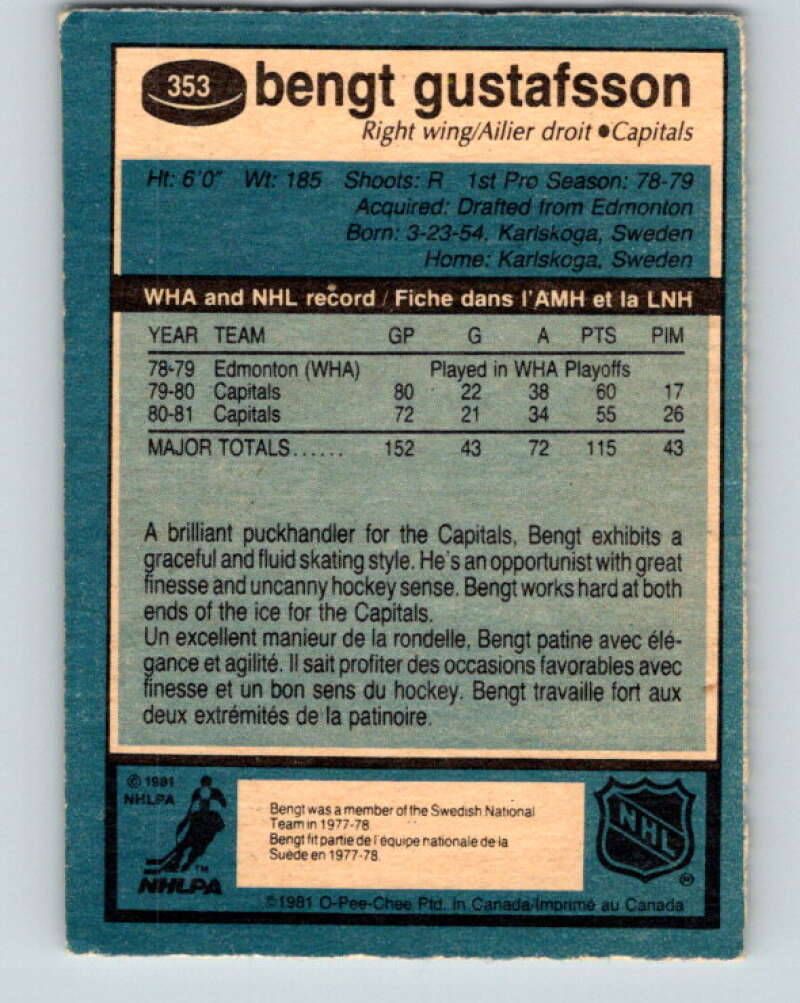 353
bengt gustafsson
Right wing/Ailier droit ●Capitals
Ht: 6'0" Wt: 185 Shoots: R 1st Pro Season: 78-79
Acquired: Drafted from Edmonton
Born: 3-23-54, Karlskoga, Sweden
Home: Karlskoga, Sweden
WHA and NHL record / Fiche dans l'AMH et la LNH
YEAR TEAM GP G A PTS PIM
78-79 Edmonton (WHA) Played in WHA Playoffs
79-80 Capitals 80 22 38 60 17
80-81 Capitals 72 21 34 55 26
MAJOR TOTALS...... 152 43 72 115 43
A brilliant puckhandler for the Capitals, Bengt exhibits a
graceful and fluid skating style. He's an opportunist with great
finesse and uncanny hockey sense. Bengt works hard at both
ends of the ice for the Capitals.
Un excellent manieur de la rondelle, Bengt patine avec élé-
gance et agilité. Il sait profiter des occasions favorables avec
finesse et un bon sens du hockey. Bengt travaille fort aux
deux extrémités de la patinoire.
© 1981
NHLPA
TM
NHLPA
Bengt was a member of the Swedish National
Team in 1977-78.
Bengt fit partie de l'équipe nationale de la
Suède en 1977-78.
NHL
®
©1981 O-Pee-Chee Ptd. in Canada/Imprimé au Canada